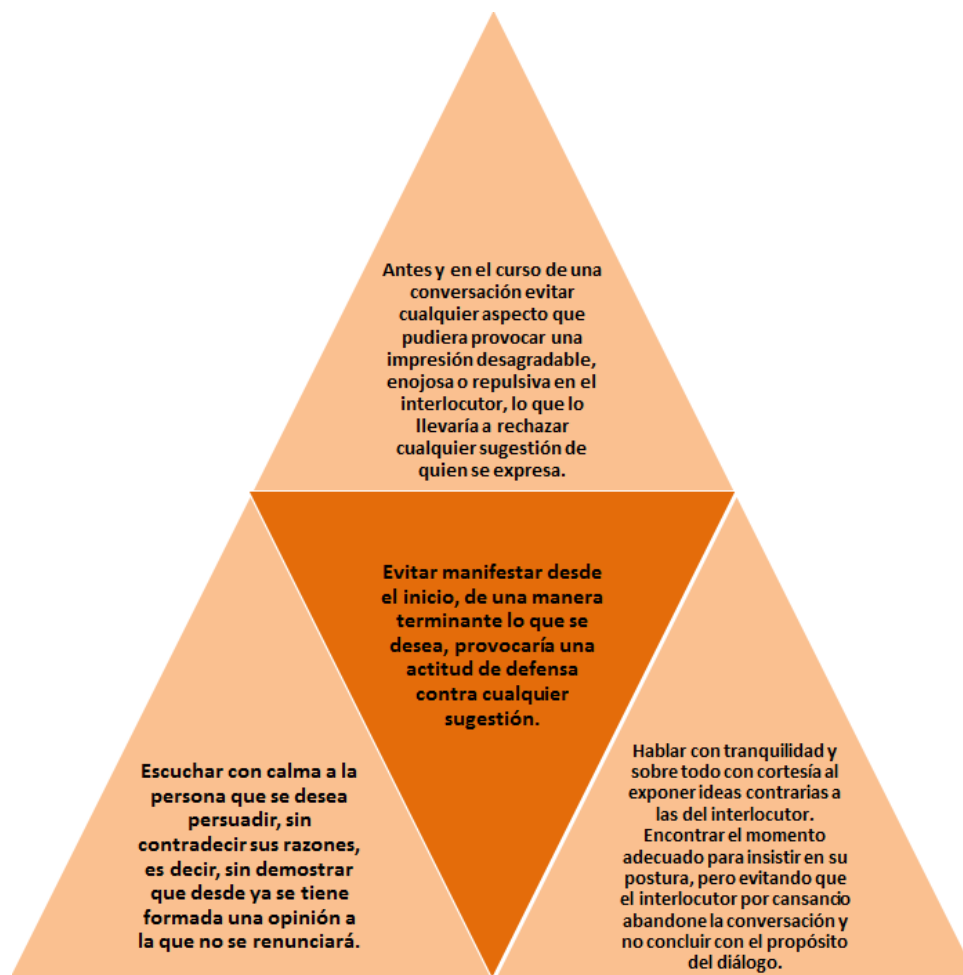 Antes y en el curso de una
conversación evitar
cualquier aspecto que
pudiera provocar una
impresión desagradable,
enojosa o repulsiva en el
interlocutor, lo que lo
llevaría a rechazar
cualquier sugestión de
quien se expresa.
Evitar manifestar desde
el inicio, de una manera
terminante lo que se
desea, provocaría una
actitud de defensa
contra cualquier
sugestión.
Escuchar con calma a la
persona que se desea
persuadir, sin
contradecir sus razones,
es decir, sin demostrar
que desde ya se tiene
formada una opinión a
la que no se renunciará.
Hablar con tranquilidad y
sobre todo con cortesía al
exponer ideas contrarias a
las del interlocutor.
Encontrar el momento
adecuado para insistir en su
postura, pero evitando que
el interlocutor por cansancio
abandone la conversación y
no concluir con el propósito
del diálogo.